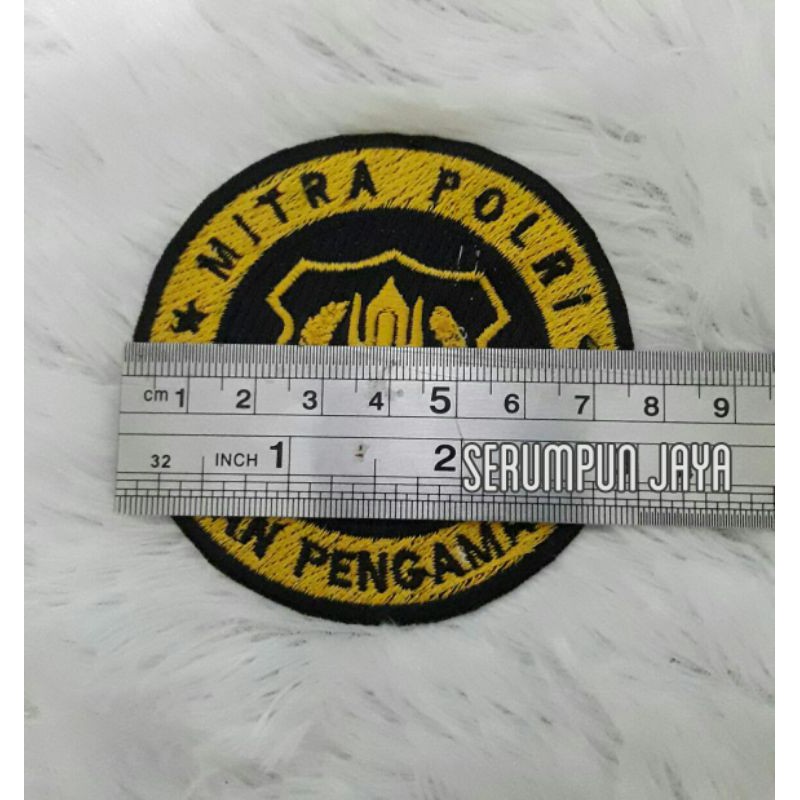 MITRA POLRI
cm 1 2 3 4 5 6 7 8 9
32 INCH 1 2
SERUMPUN JAYA
PENGAMA